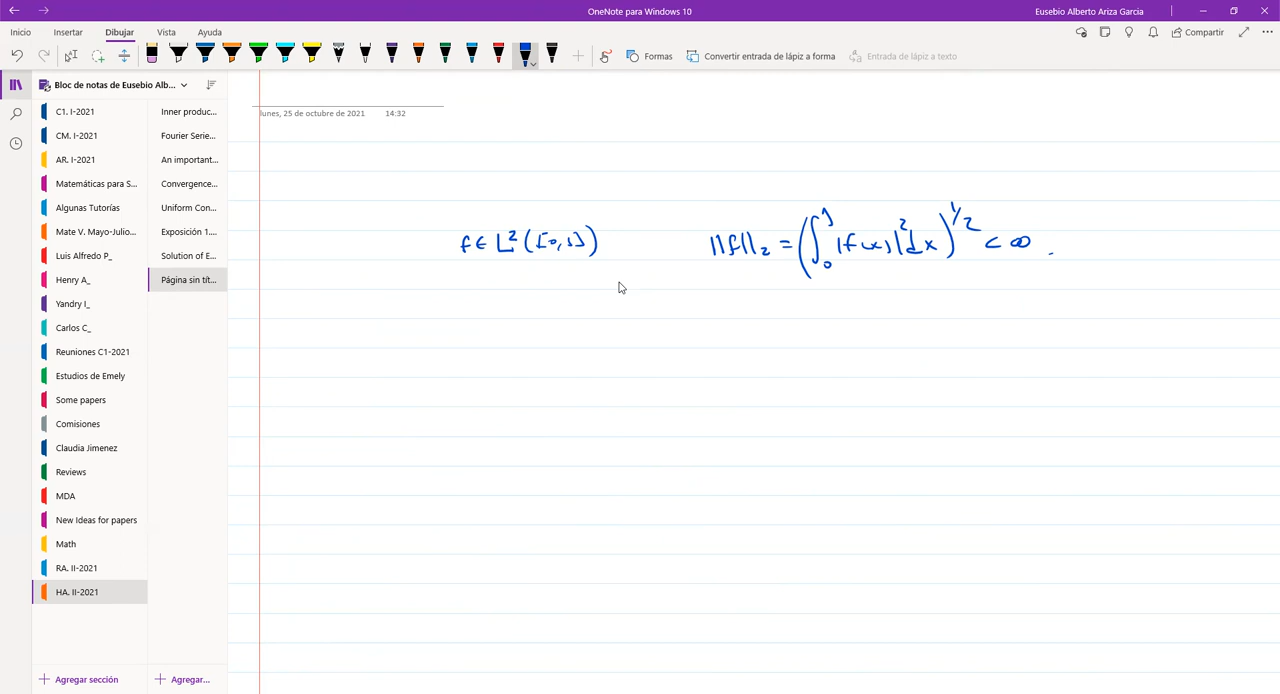 OneNote para Windows 10
Eusebio Alberto Ariza Garcia
Inicio
Insertar
Dibujar
Vista
Ayuda
Compartir
Formas
Convertir entrada de lápiz a forma
Entrada de lápiz a texto
Bloc de notas de Eusebio Alb...
C1. I-2021
CM. I-2021
AR. I-2021
Matemáticas para S...
Algunas Tutorías
Mate V. Mayo-Julio...
Luis Alfredo P_
Henry A_
Yandry I_
Carlos C_
Reuniones C1-2021
Estudios de Emely
Some papers
Comisiones
Claudia Jimenez
Reviews
MDA
New Ideas for papers
Math
RA. II-2021
HA. II-2021
Agregar sección
Inner produc...
Fourier Serie...
An important...
Convergence...
Uniform Con...
Exposición 1...
Solution of E...
Página sin tít...
Agregar...
lunes, 25 de octubre de 2021 14:32
f ∈ L²([0,1]) ||f||₂ = (∫₀¹ |f(x)|² dx)^1/2 < ∞.